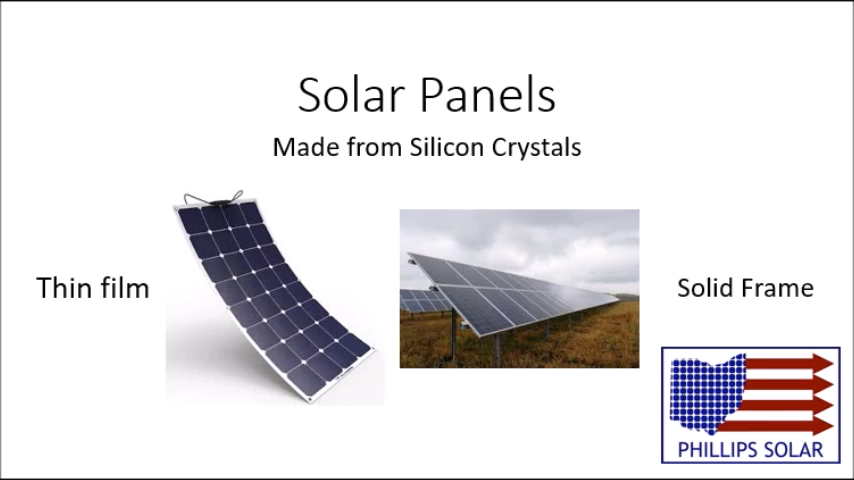 Solar Panels
Made from Silicon Crystals
Thin film
Solid Frame
PHILLIPS SOLAR